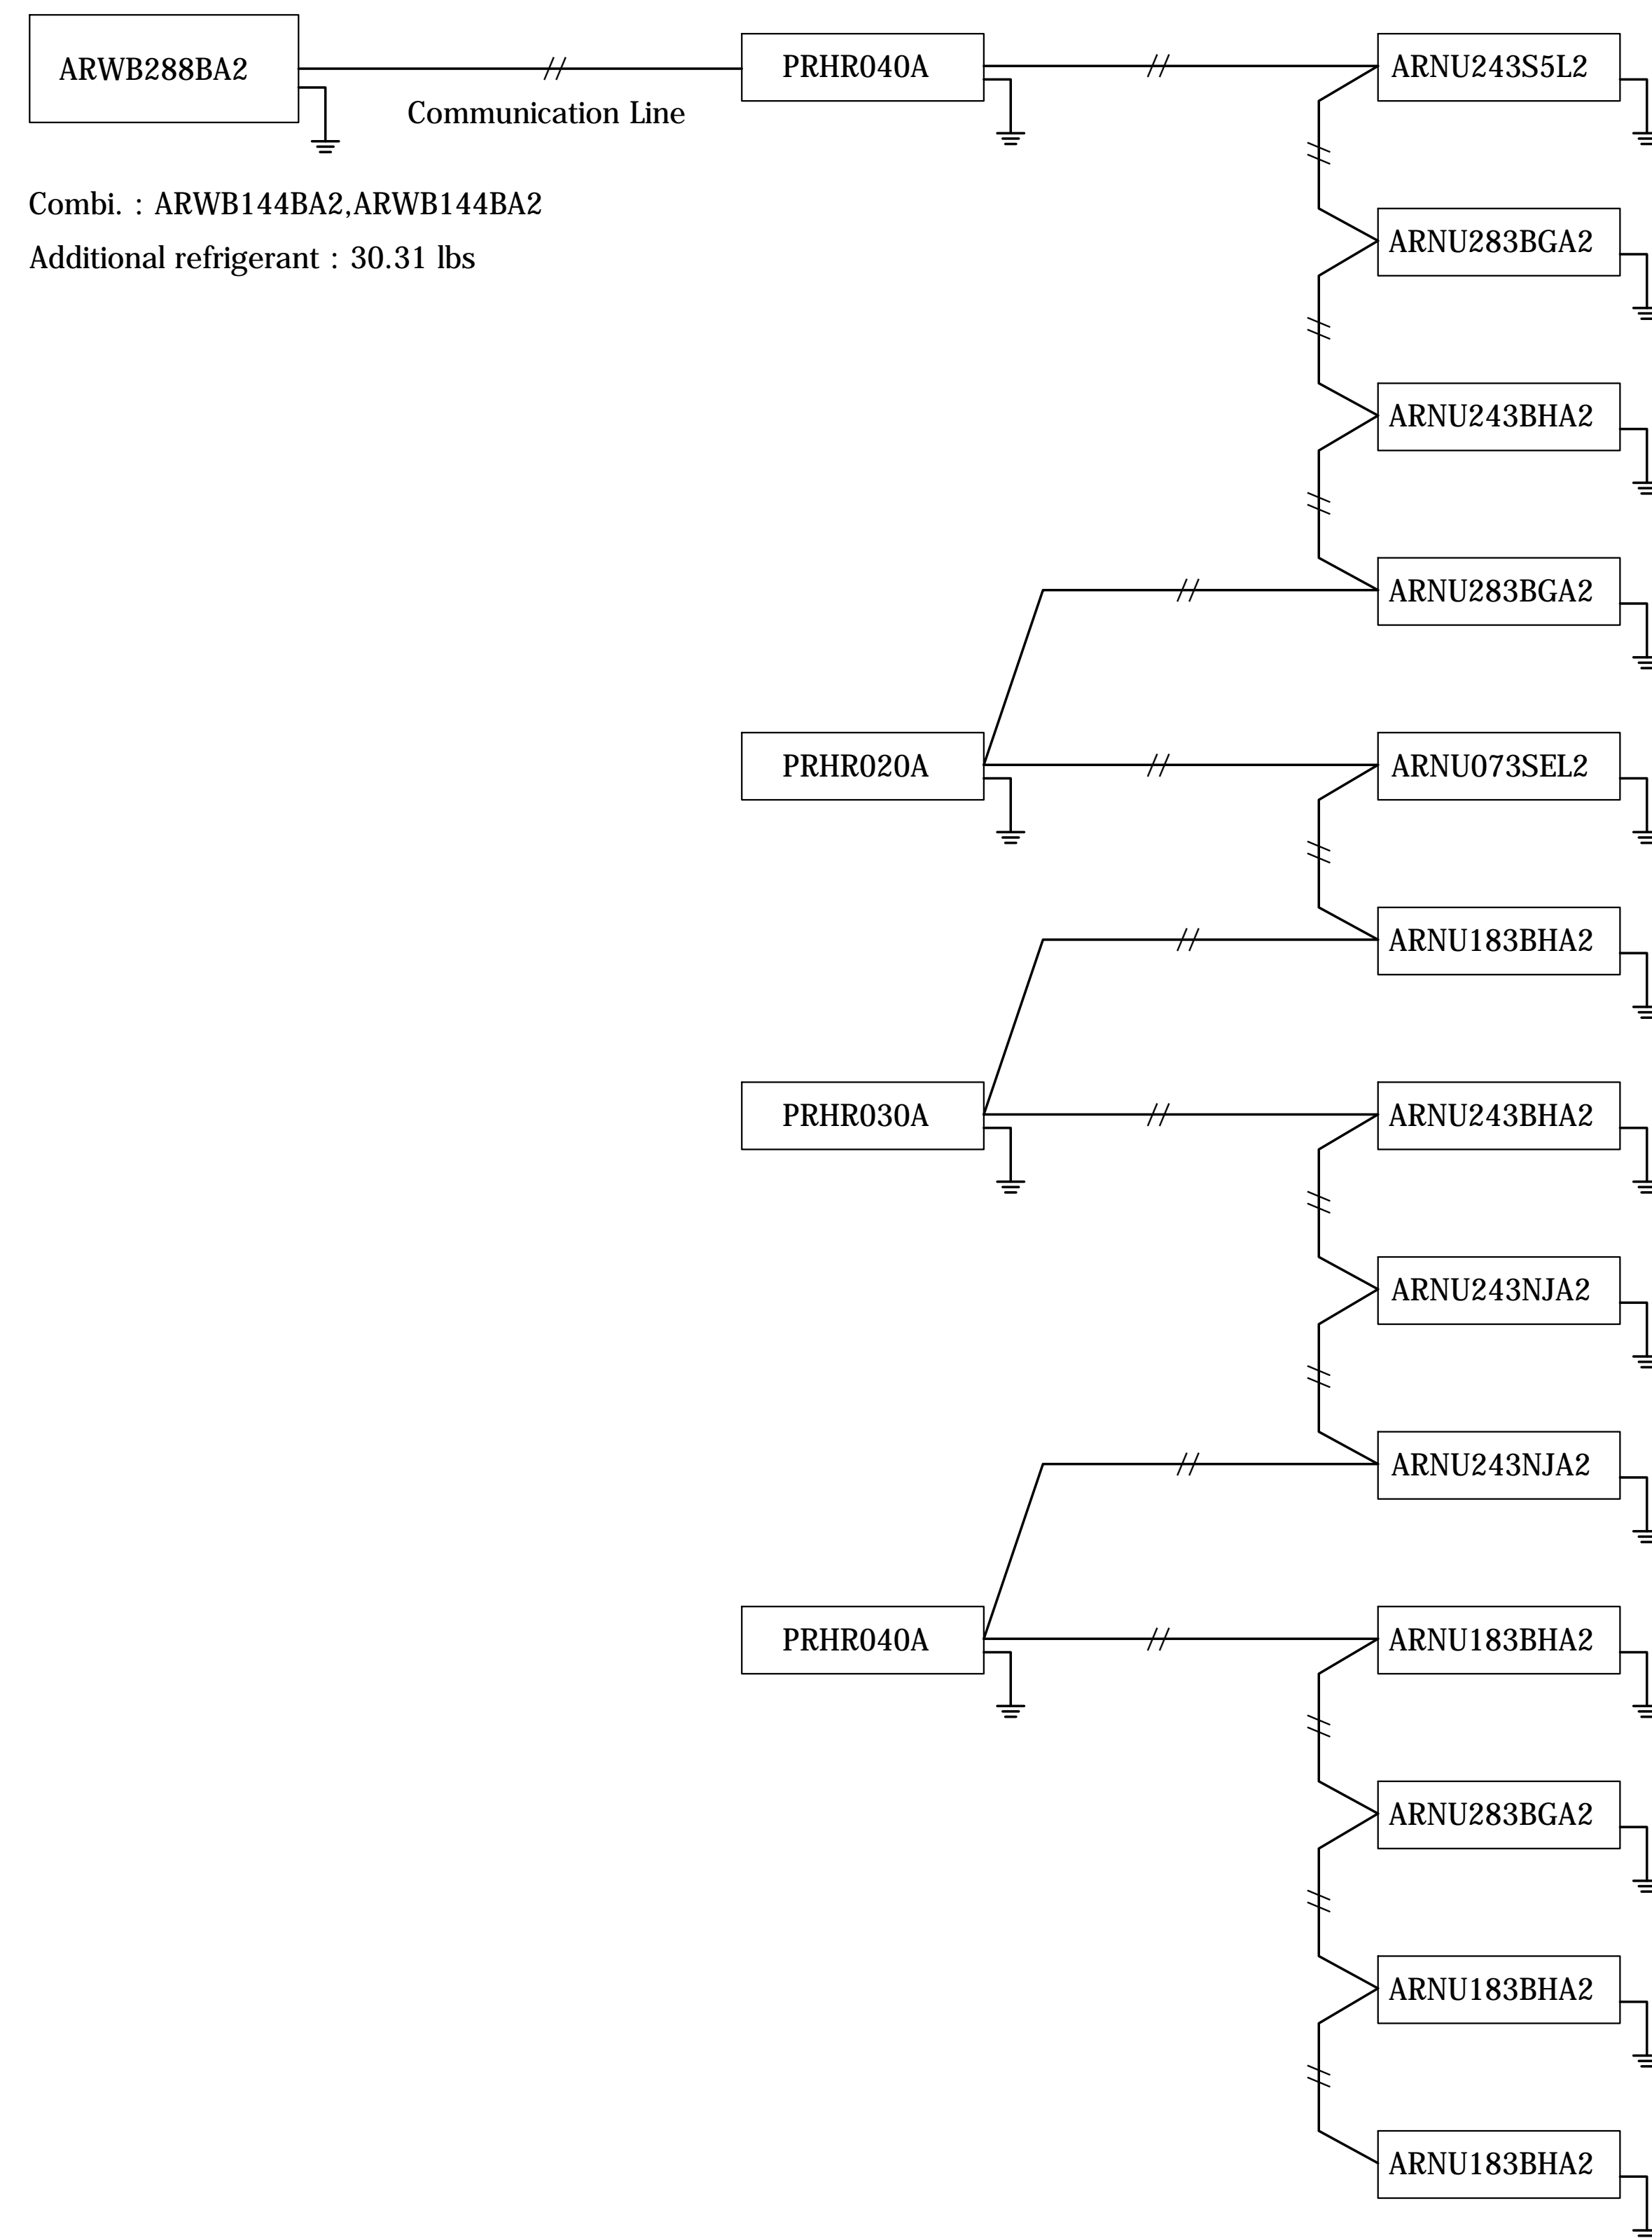 ARWB288BA2
PRHR040A
ARNU243S5L2
Communication Line
Combi. : ARWB144BA2,ARWB144BA2
Additional refrigerant : 30.31 lbs
ARNU283BGA2
ARNU243BHA2
ARNU283BGA2
PRHR020A
ARNU073SEL2
ARNU183BHA2
PRHR030A
ARNU243BHA2
ARNU243NJA2
ARNU243NJA2
PRHR040A
ARNU183BHA2
ARNU283BGA2
ARNU183BHA2
ARNU183BHA2